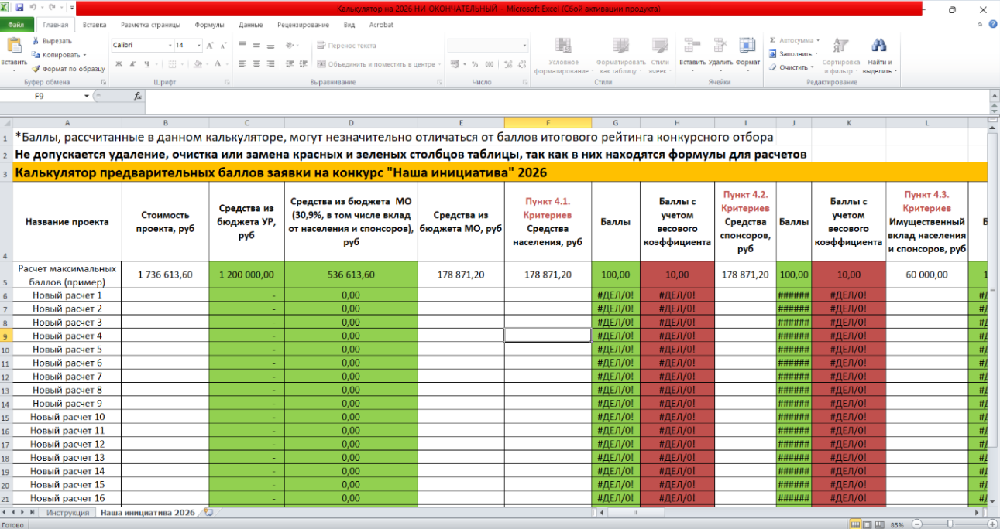 Калькулятор на 2026 НИ_ОКОНЧАТЕЛЬНЫЙ - Microsoft Excel (Сбой активации продукта)
Файл Главная Вставка Разметка страницы Формулы Данные Рецензирование Вид Acrobat
Вставить Вырезать Копировать Формат по образцу
Calibri 14
Ж К Ч А
Перенос текста
Объединить и поместить в центре
% 000
Условное форматирование Форматировать как таблицу Стили ячеек
Вставить Удалить Формат
Σ Автосумма Заполнить Очистить
Сортировка и фильтр Найти и выделить
Буфер обмена Шрифт Выравнивание Число Стили Ячейки Редактирование
F9 fx
A B C D E F G H I J K L
1 *Баллы, рассчитанные в данном калькуляторе, могут незначительно отличаться от баллов итогового рейтинга конкурсного отбора
2 Не допускается удаление, очистка или замена красных и зеленых столбцов таблицы, так как в них находятся формулы для расчетов
3 Калькулятор предварительных баллов заявки на конкурс "Наша инициатива" 2026
4
Название проекта
Стоимость
проекта, руб
Средства из
бюджета УР,
руб
Средства из бюджета МО
(30,9%, в том числе вклад
от населения и спонсоров),
руб
Средства из
бюджета МО, руб
Пункт 4.1.
Критериев
Средства
населения, руб
Баллы
Баллы с
учетом
весового
коэффициента
Пункт 4.2.
Критериев
Средства
спонсоров,
руб
Баллы
Баллы с
учетом
весового
коэффициента
Пункт 4.3.
Критериев
Имущественный
вклад населения
и спонсоров, руб
Б
5 Расчет максимальных баллов (пример) 1 736 613,60 1 200 000,00 536 613,60 178 871,20 178 871,20 100,00 10,00 178 871,20 100,00 10,00 60 000,00 1
6 Новый расчет 1 - 0,00 #ДЕЛ/0! #ДЕЛ/0! ###### #ДЕЛ/0! #/
7 Новый расчет 2 - 0,00 #ДЕЛ/0! #ДЕЛ/0! ###### #ДЕЛ/0! #/
8 Новый расчет 3 - 0,00 #ДЕЛ/0! #ДЕЛ/0! ###### #ДЕЛ/0! #/
9 Новый расчет 4 - 0,00 #ДЕЛ/0! #ДЕЛ/0! ###### #ДЕЛ/0! #/
10 Новый расчет 5 - 0,00 #ДЕЛ/0! #ДЕЛ/0! ###### #ДЕЛ/0! #/
11 Новый расчет 6 - 0,00 #ДЕЛ/0! #ДЕЛ/0! ###### #ДЕЛ/0! #/
12 Новый расчет 7 - 0,00 #ДЕЛ/0! #ДЕЛ/0! ###### #ДЕЛ/0! #/
13 Новый расчет 8 - 0,00 #ДЕЛ/0! #ДЕЛ/0! ###### #ДЕЛ/0! #/
14 Новый расчет 9 - 0,00 #ДЕЛ/0! #ДЕЛ/0! ###### #ДЕЛ/0! #/
15 Новый расчет 10 - 0,00 #ДЕЛ/0! #ДЕЛ/0! ###### #ДЕЛ/0! #/
16 Новый расчет 11 - 0,00 #ДЕЛ/0! #ДЕЛ/0! ###### #ДЕЛ/0! #/
17 Новый расчет 12 - 0,00 #ДЕЛ/0! #ДЕЛ/0! ###### #ДЕЛ/0! #/
18 Новый расчет 13 - 0,00 #ДЕЛ/0! #ДЕЛ/0! ###### #ДЕЛ/0! #/
19 Новый расчет 14 - 0,00 #ДЕЛ/0! #ДЕЛ/0! ###### #ДЕЛ/0! #/
20 Новый расчет 15 - 0,00 #ДЕЛ/0! #ДЕЛ/0! ###### #ДЕЛ/0! #/
21 Новый расчет 16 - 0,00 #ДЕЛ/0! #ДЕЛ/0! ###### #ДЕЛ/0! #/
Инструкция Наша инициатива 2026
Готово 85%